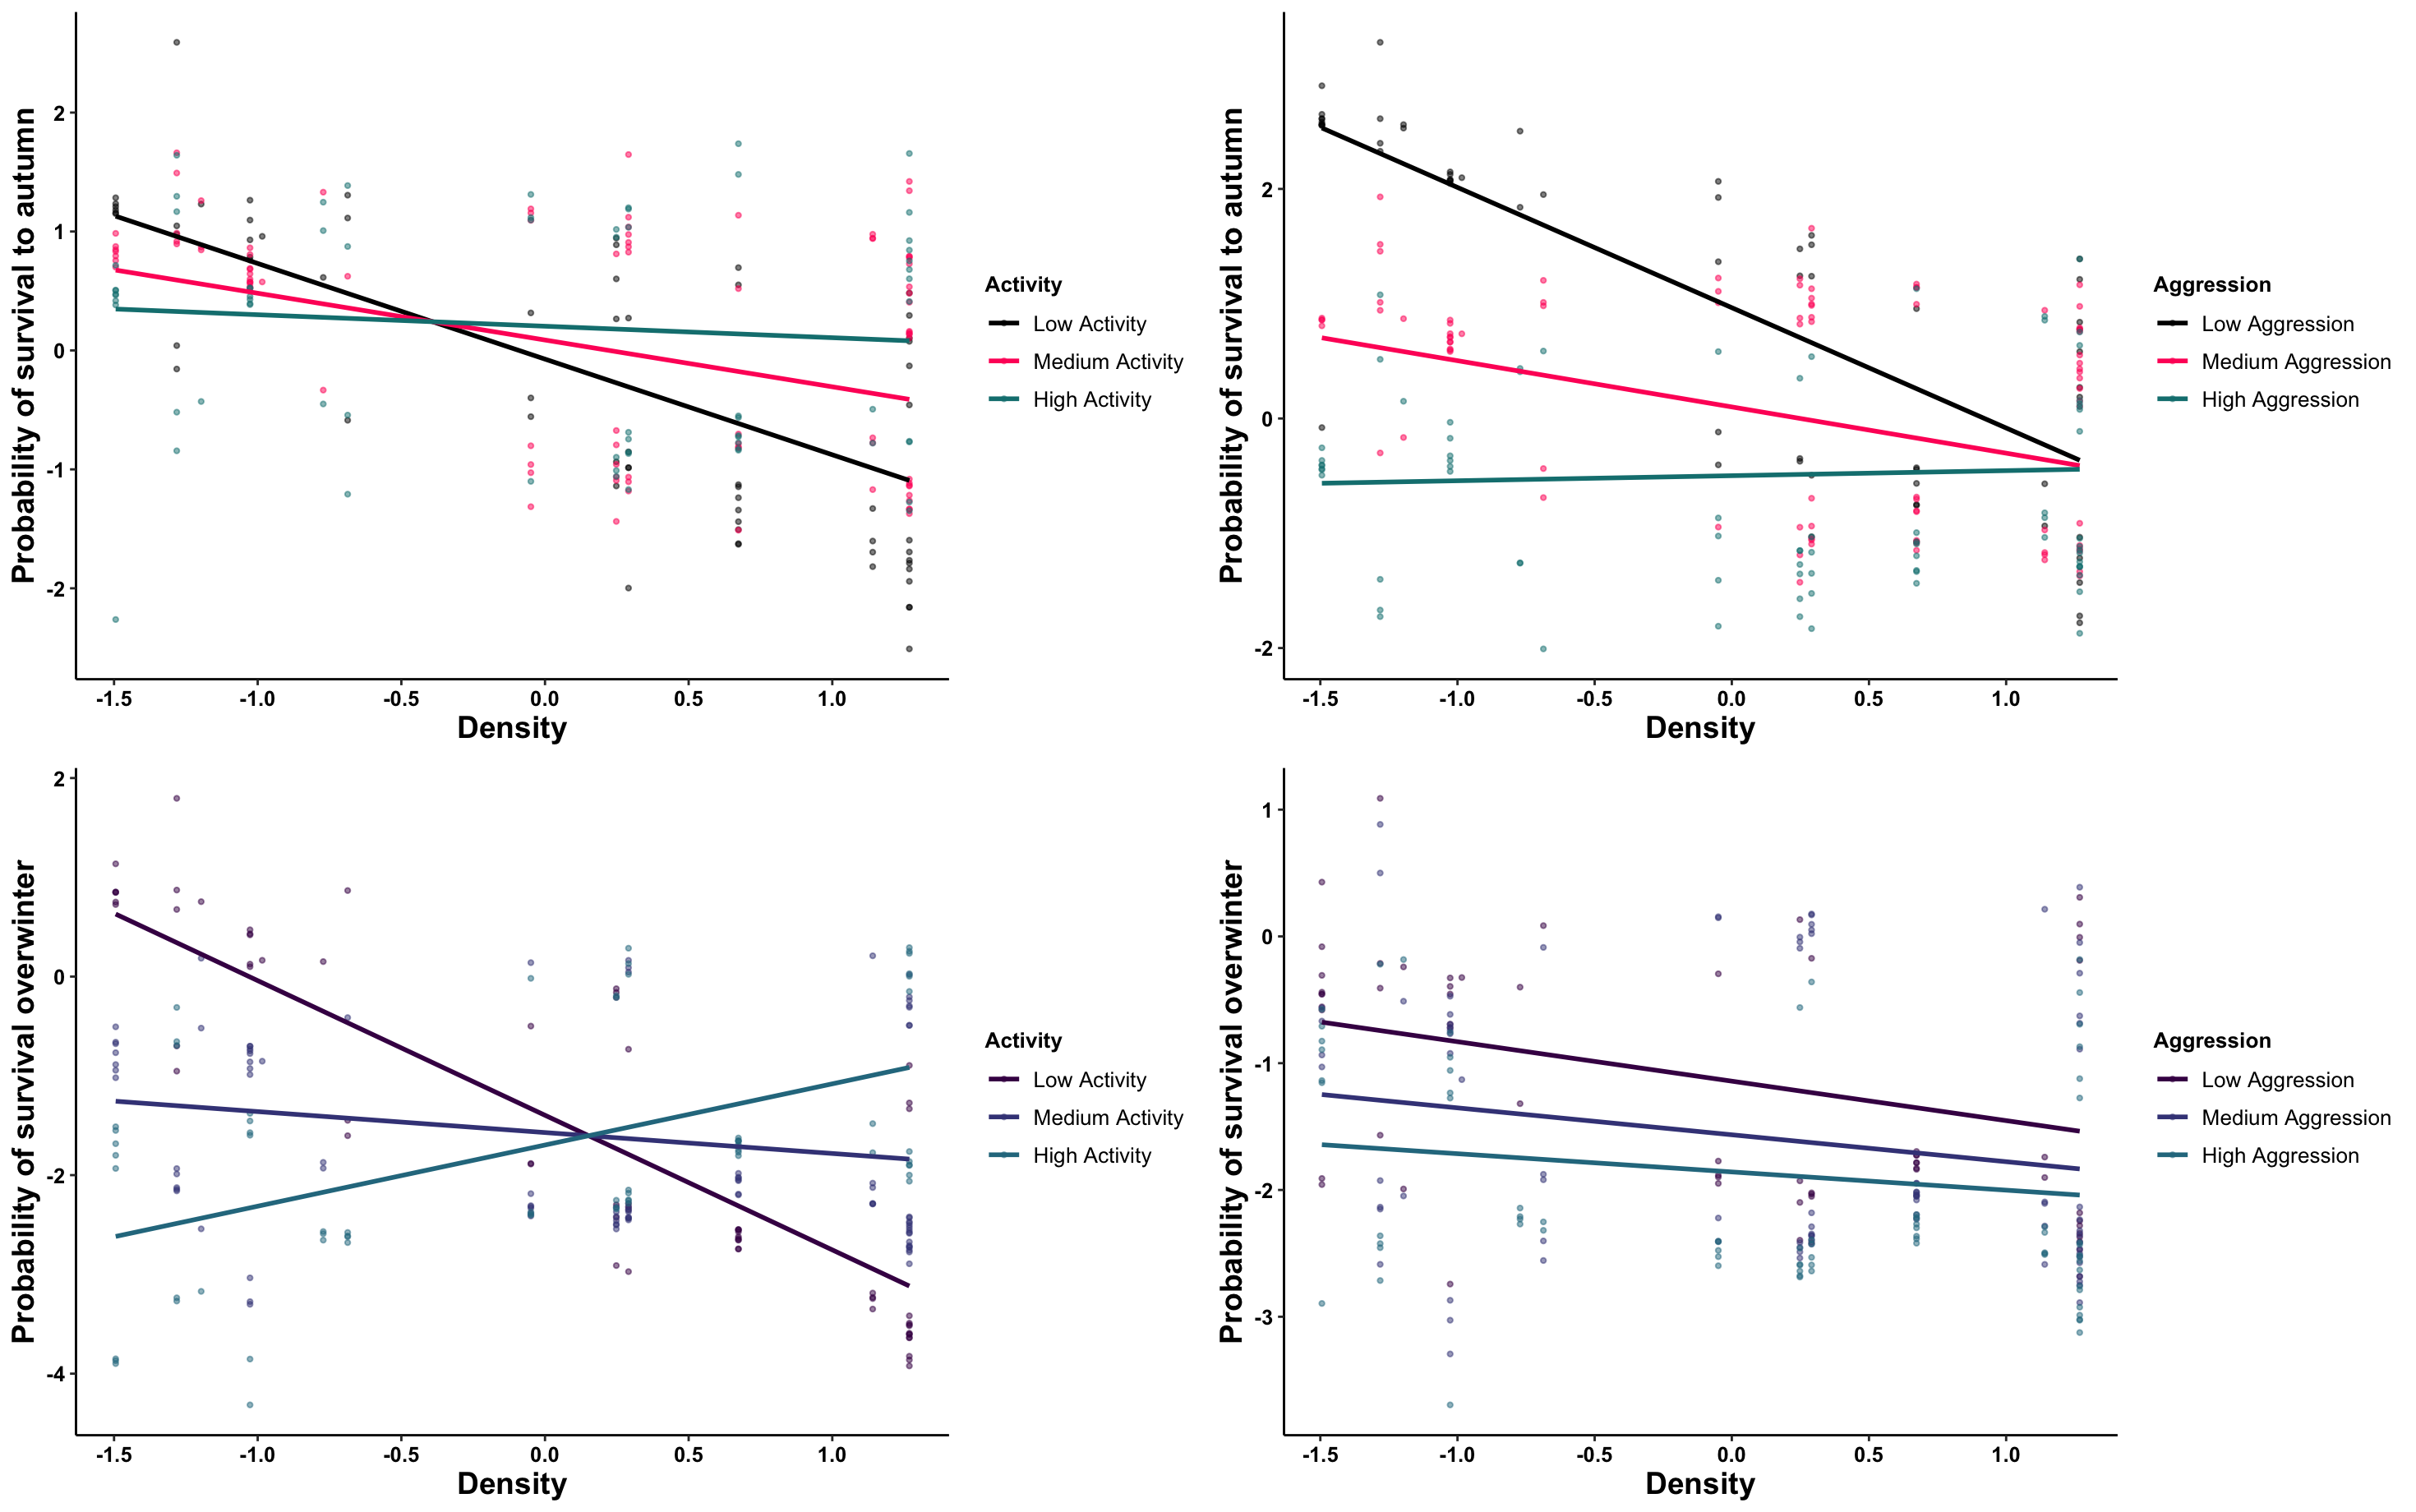 Probability of survival to autumn
2
1
0
-1
-2
-1.5 -1.0 -0.5 0.0 0.5 1.0
Density
Activity
Low Activity
Medium Activity
High Activity
Probability of survival to autumn
2
0
-2
-1.5 -1.0 -0.5 0.0 0.5 1.0
Density
Aggression
Low Aggression
Medium Aggression
High Aggression
Probability of survival overwinter
2
0
-2
-4
-1.5 -1.0 -0.5 0.0 0.5 1.0
Density
Activity
Low Activity
Medium Activity
High Activity
Probability of survival overwinter
1
0
-1
-2
-3
-1.5 -1.0 -0.5 0.0 0.5 1.0
Density
Aggression
Low Aggression
Medium Aggression
High Aggression